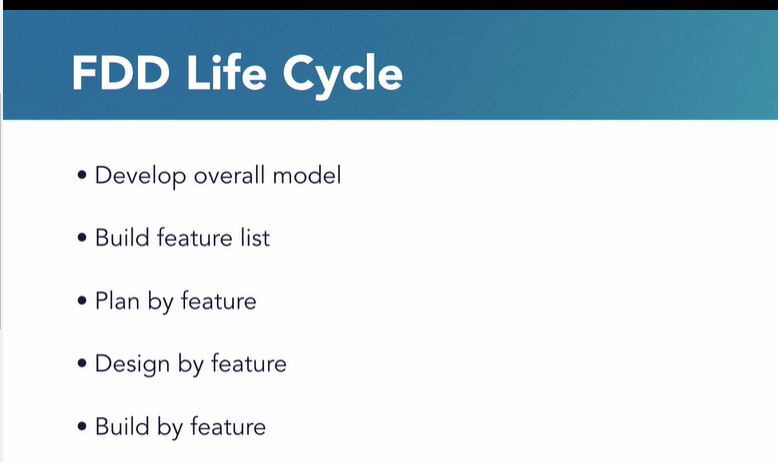 FDD Life Cycle
• Develop overall model
• Build feature list
• Plan by feature
• Design by feature
• Build by feature